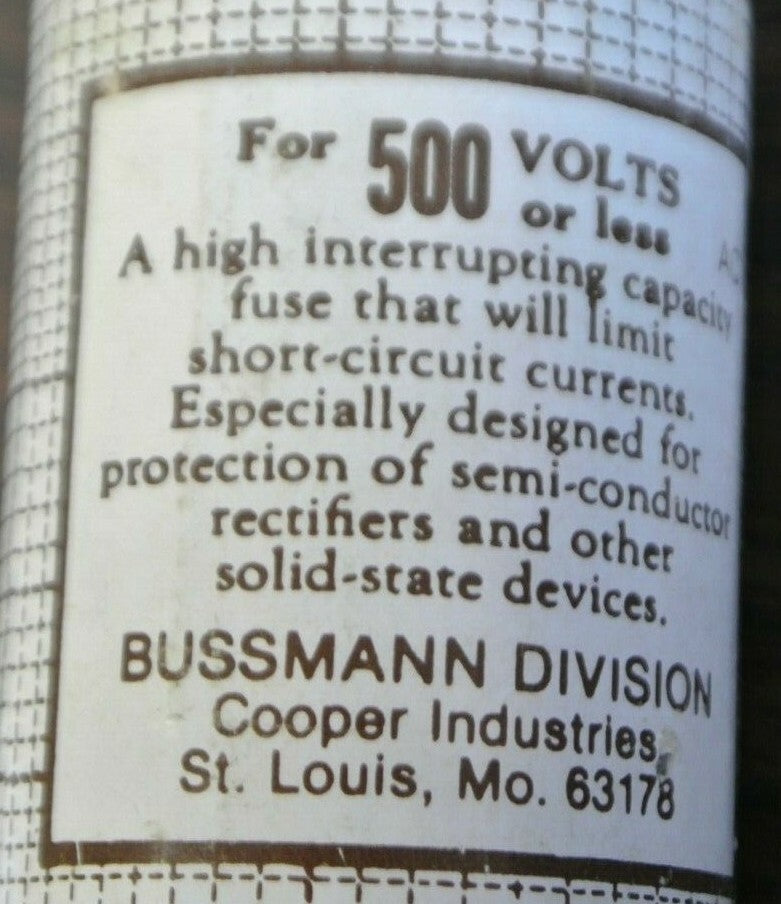 For 500 VOLTS
or less
A high interrupting capacity
fuse that will limit
short-circuit currents.
Especially designed for
protection of semi-conductor
rectifiers and other
solid-state devices.
BUSSMANN DIVISION
Cooper Industries,
St. Louis, Mo. 63178